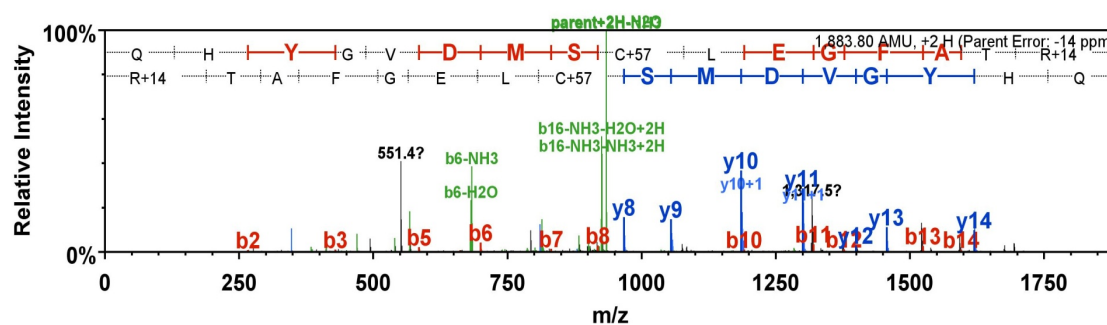 parent+2H-H2O
100%
1,883.80 AMU, +2 H (Parent Error: -14 ppm
Q H Y G V D M S C+57 L E G F A T R+14
R+14 T A F G E L C+57 S M D V G Y H Q
b16-NH3-H2O+2H
b16-NH3-NH3+2H
551.4?
b6-NH3
b6-H2O
y10
y10+1
y11
y11+1
1,317.5?
y8 y9 y12 y13 y14
b2 b3 b5 b6 b7 b8 b10 b11 b12 b13 b14
0%
0 250 500 750 1000 1250 1500 1750
m/z
Relative Intensity